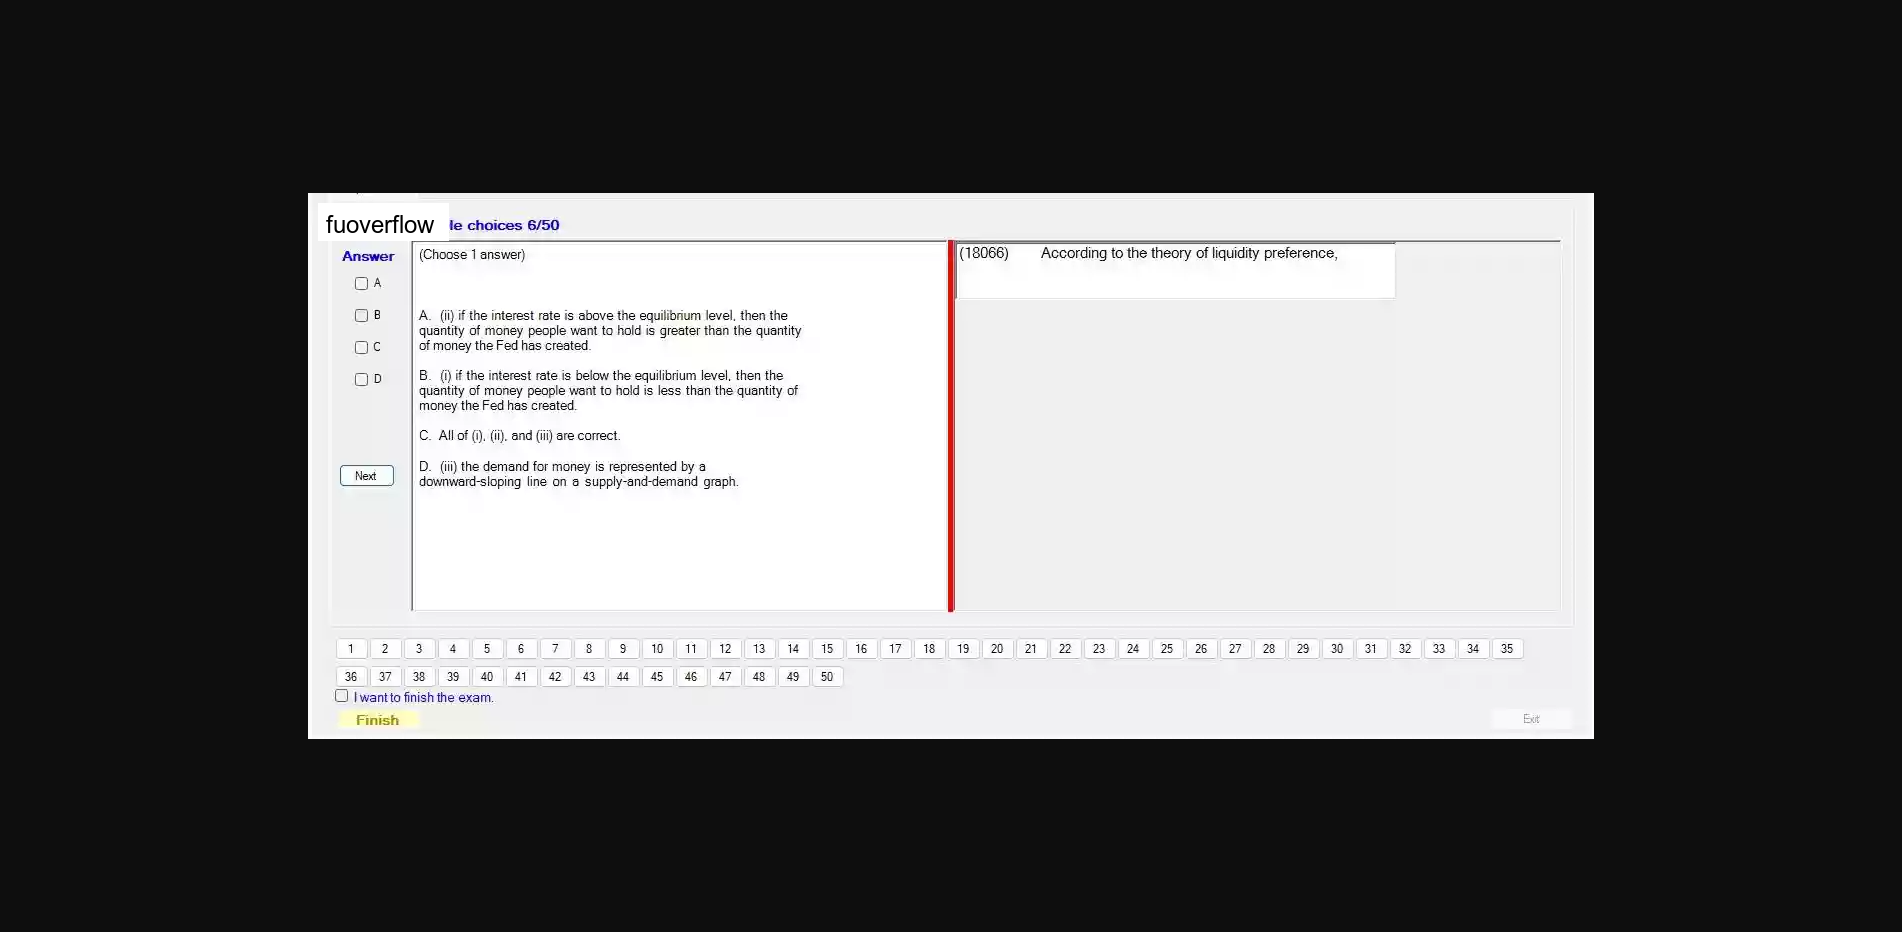 fuoverflow
le choices 6/50
Answer
A
B
C
D
Next
(Choose 1 answer)
A. (ii) if the interest rate is above the equilibrium level, then the
quantity of money people want to hold is greater than the quantity
of money the Fed has created.
B. (i) if the interest rate is below the equilibrium level, then the
quantity of money people want to hold is less than the quantity of
money the Fed has created.
C. All of (i), (ii), and (iii) are correct.
D. (iii) the demand for money is represented by a
downward-sloping line on a supply-and-demand graph.
(18066) According to the theory of liquidity preference,
1 2 3 4 5 6 7 8 9 10 11 12 13 14 15 16 17 18 19 20 21 22 23 24 25 26 27 28 29 30 31 32 33 34 35
36 37 38 39 40 41 42 43 44 45 46 47 48 49 50
I want to finish the exam.
Finish
Exit